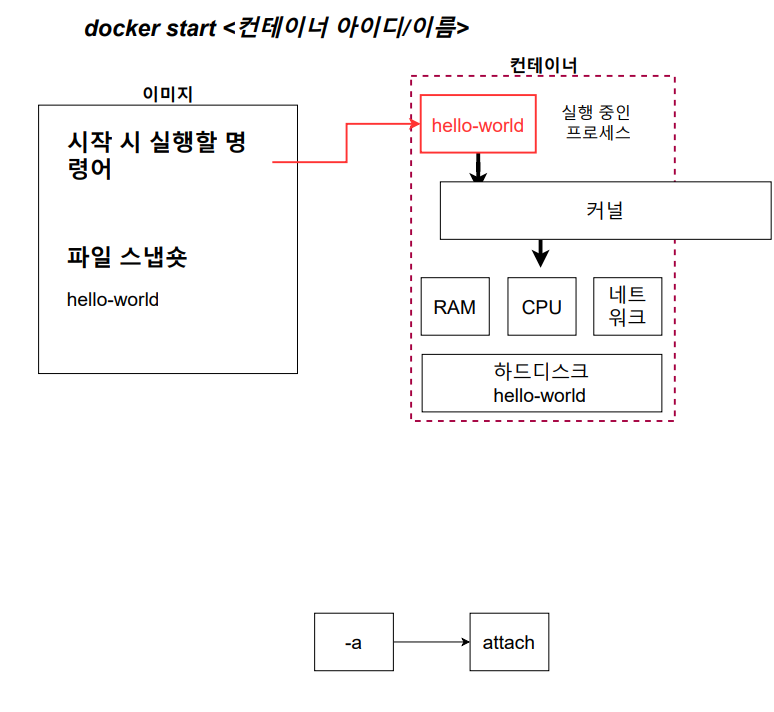 docker start <컨테이너 아이디/이름>
이미지
시작 시 실행할 명
령어
파일 스냅숏
hello-world
컨테이너
hello-world
실행 중인
프로세스
커널
RAM
CPU
네트
워크
하드디스크
hello-world
-a
attach